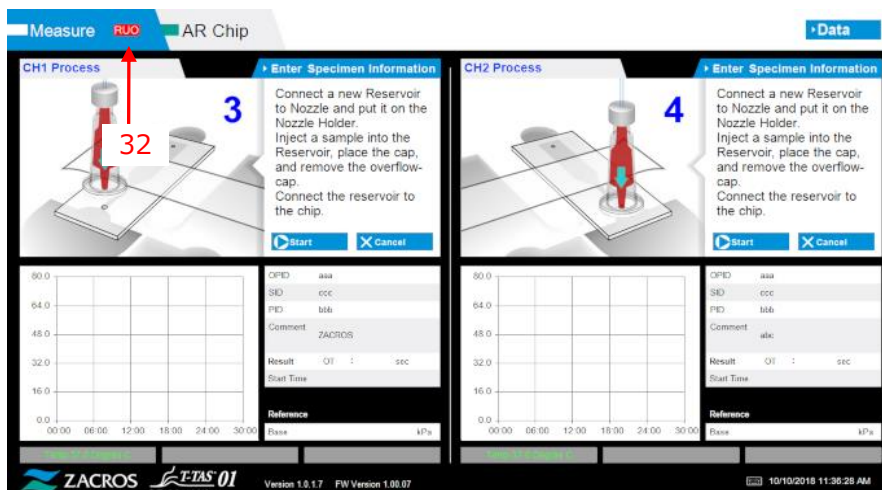 Measure RUO AR Chip Data
32
CH1 Process Enter Specimen Information
3
Connect a new Reservoir
to Nozzle and put it on the
Nozzle Holder.
Inject a sample into the
Reservoir, place the cap,
and remove the overflow-
cap.
Connect the reservoir to
the chip.
Start Cancel
80.0
64.0
48.0
32.0
16.0
0.0
00:00 06:00 12:00 18:00 24:00 30:00
OPID aaa
SID ccc
PID bbb
Comment
ZACROS
Result OT : sec
Start Time
Reference
Base kPa
Temp 37.0 Degree C
CH2 Process Enter Specimen Information
4
Connect a new Reservoir
to Nozzle and put it on the
Nozzle Holder.
Inject a sample into the
Reservoir, place the cap,
and remove the overflow-
cap.
Connect the reservoir to
the chip.
Start Cancel
80.0
64.0
48.0
32.0
16.0
0.0
00:00 06:00 12:00 18:00 24:00 30:00
OPID aaa
SID ccc
PID bbb
Comment
abc
Result OT : sec
Start Time
Reference
Base kPa
Temp 37.0 Degree C
ZACROS T-TAS 01 Version 1.0.1.7 FW Version 1.00.07 10/10/2018 11:36:28 AM